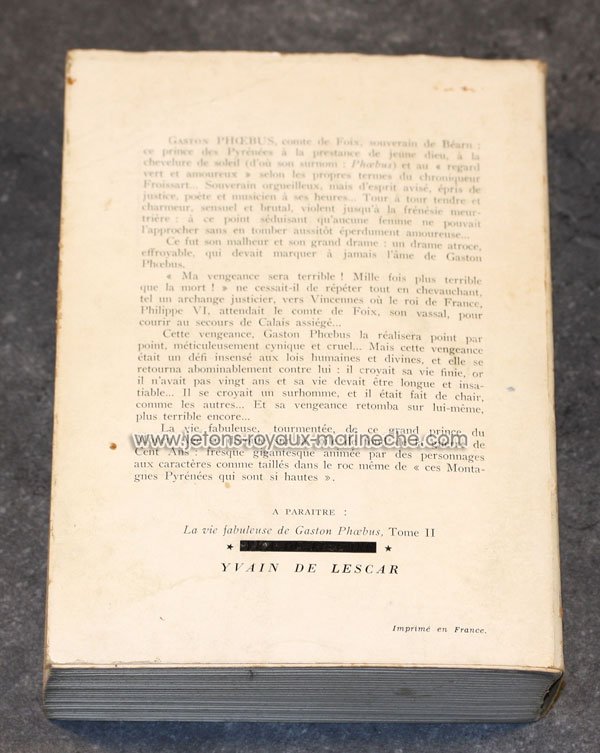 GASTON PHŒBUS, comte de Foix, souverain de Béarn :
ce prince des Pyrénées à la prestance de jeune dieu, à la
chevelure de soleil (d'où son surnom : Phœbus) et au « regard
vert et amoureux » selon les propres termes du chroniqueur
Froissart... Souverain orgueilleux, mais d'esprit avisé, épris de
justice, poète et musicien à ses heures... Tour à tour tendre et
charmeur, sensuel et brutal, violent jusqu'à la frénésie meur-
trière : à ce point séduisant qu'aucune femme ne pouvait
l'approcher sans en tomber aussitôt éperdument amoureuse...
Ce fut son malheur et son grand drame : un drame atroce,
effroyable, qui devait marquer à jamais l'âme de Gaston
Phœbus.
« Ma vengeance sera terrible ! Mille fois plus terrible
que la mort ! » ne cessait-il de répéter tout en chevauchant,
tel un archange justicier, vers Vincennes où le roi de France,
Philippe VI, attendait le comte de Foix, son vassal, pour
courir au secours de Calais assiégé...
Cette vengeance, Gaston Phœbus la réalisera point par
point, méticuleusement cynique et cruel... Mais cette vengeance
était un défi insensé aux lois humaines et divines, et elle se
retourna abominablement contre lui : il croyait sa vie finie, or
il n'avait pas vingt ans et sa vie devait être longue et insa-
tiable... Il se croyait un surhomme, et il était fait de chair,
comme les autres... Et sa vengeance retomba sur lui-même,
plus terrible encore...
La vie fabuleuse, tourmentée, de ce grand prince du
www.jetons-royaux-marineche.com
de
Cent Ans : fresque gigantesque animée par des personnages
aux caractères comme taillés dans le roc même de « ces Monta-
gnes Pyrénées qui sont si hautes ».
A PARAITRE :
La vie fabuleuse de Gaston Phœbus, Tome II
YVAIN DE LESCAR
Imprimé en France.